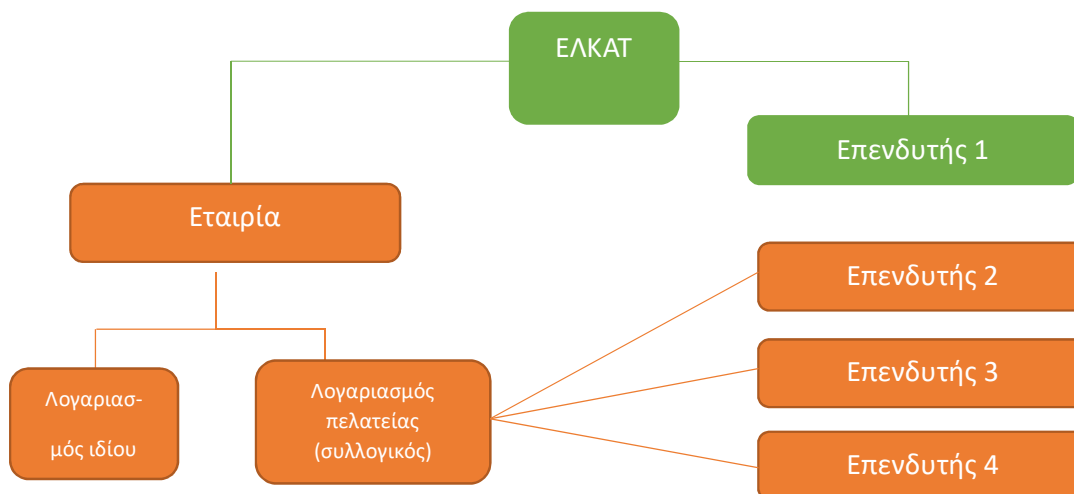 ΕΛΚΑΤ
Επενδυτής 1
Εταιρία
Επενδυτής 2
Επενδυτής 3
Λογαριασ-
μός ιδίου
Λογαριασμός
πελατείας
(συλλογικός)
Επενδυτής 4